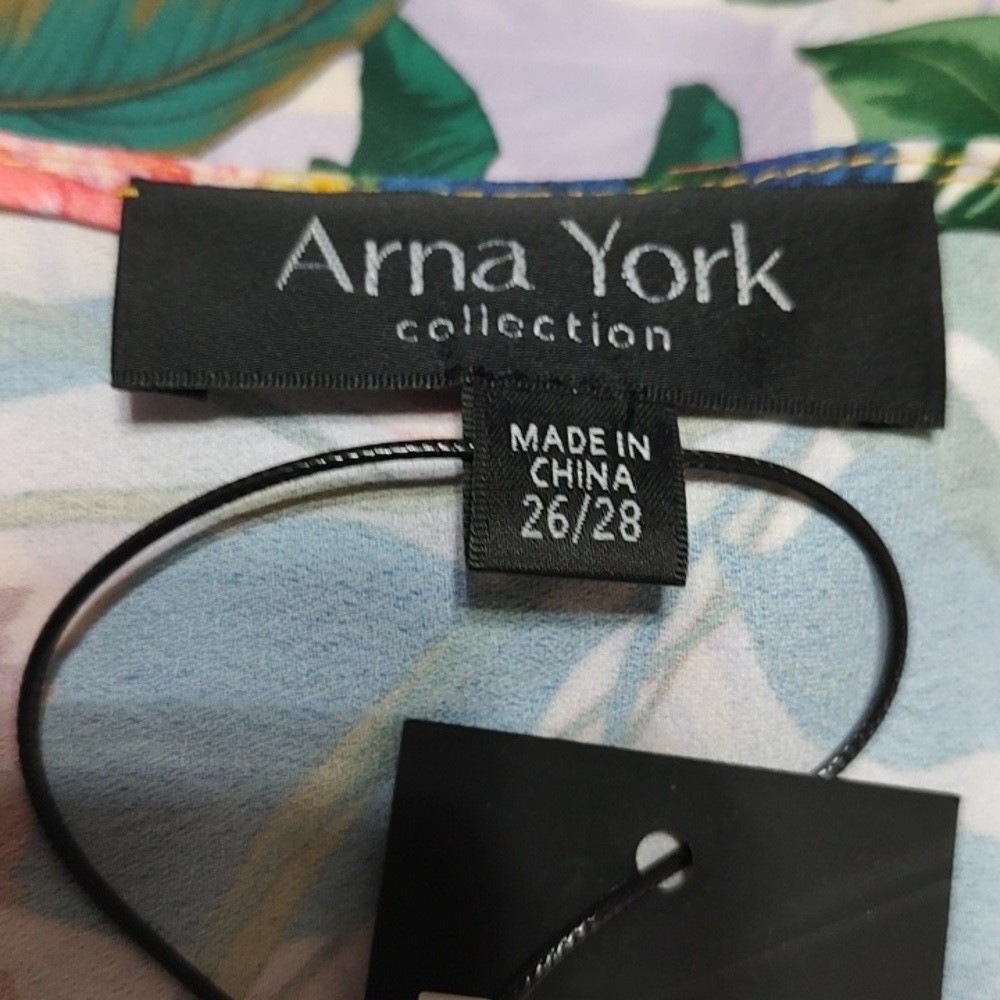 Arna York
collection
MADE IN
CHINA
26/28